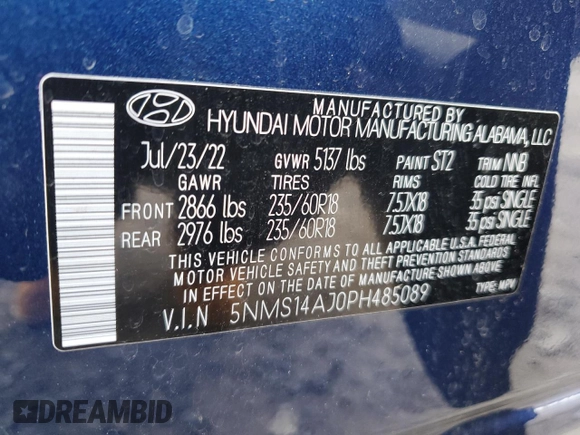 MANUFACTURED BY
HYUNDAI MOTOR MANUFACTURING ALABAMA, LLC
Jul/23/22 GVWR 5137 lbs PAINT ST2 TRIM NNB
GAWR TIRES RIMS COLD TIRE INFL
FRONT 2866 lbs 235/60R18 7.5JX18 35 psi SINGLE
REAR 2976 lbs 235/60R18 7.5JX18 35 psi SINGLE
THIS VEHICLE CONFORMS TO ALL APPLICABLE U.S.A. FEDERAL
MOTOR VEHICLE SAFETY AND THEFT PREVENTION STANDARDS
IN EFFECT ON THE DATE OF MANUFACTURE SHOWN ABOVE.
V.I.N 5NMS14AJ0PH485089 TYPE: MPV
DREAMBID